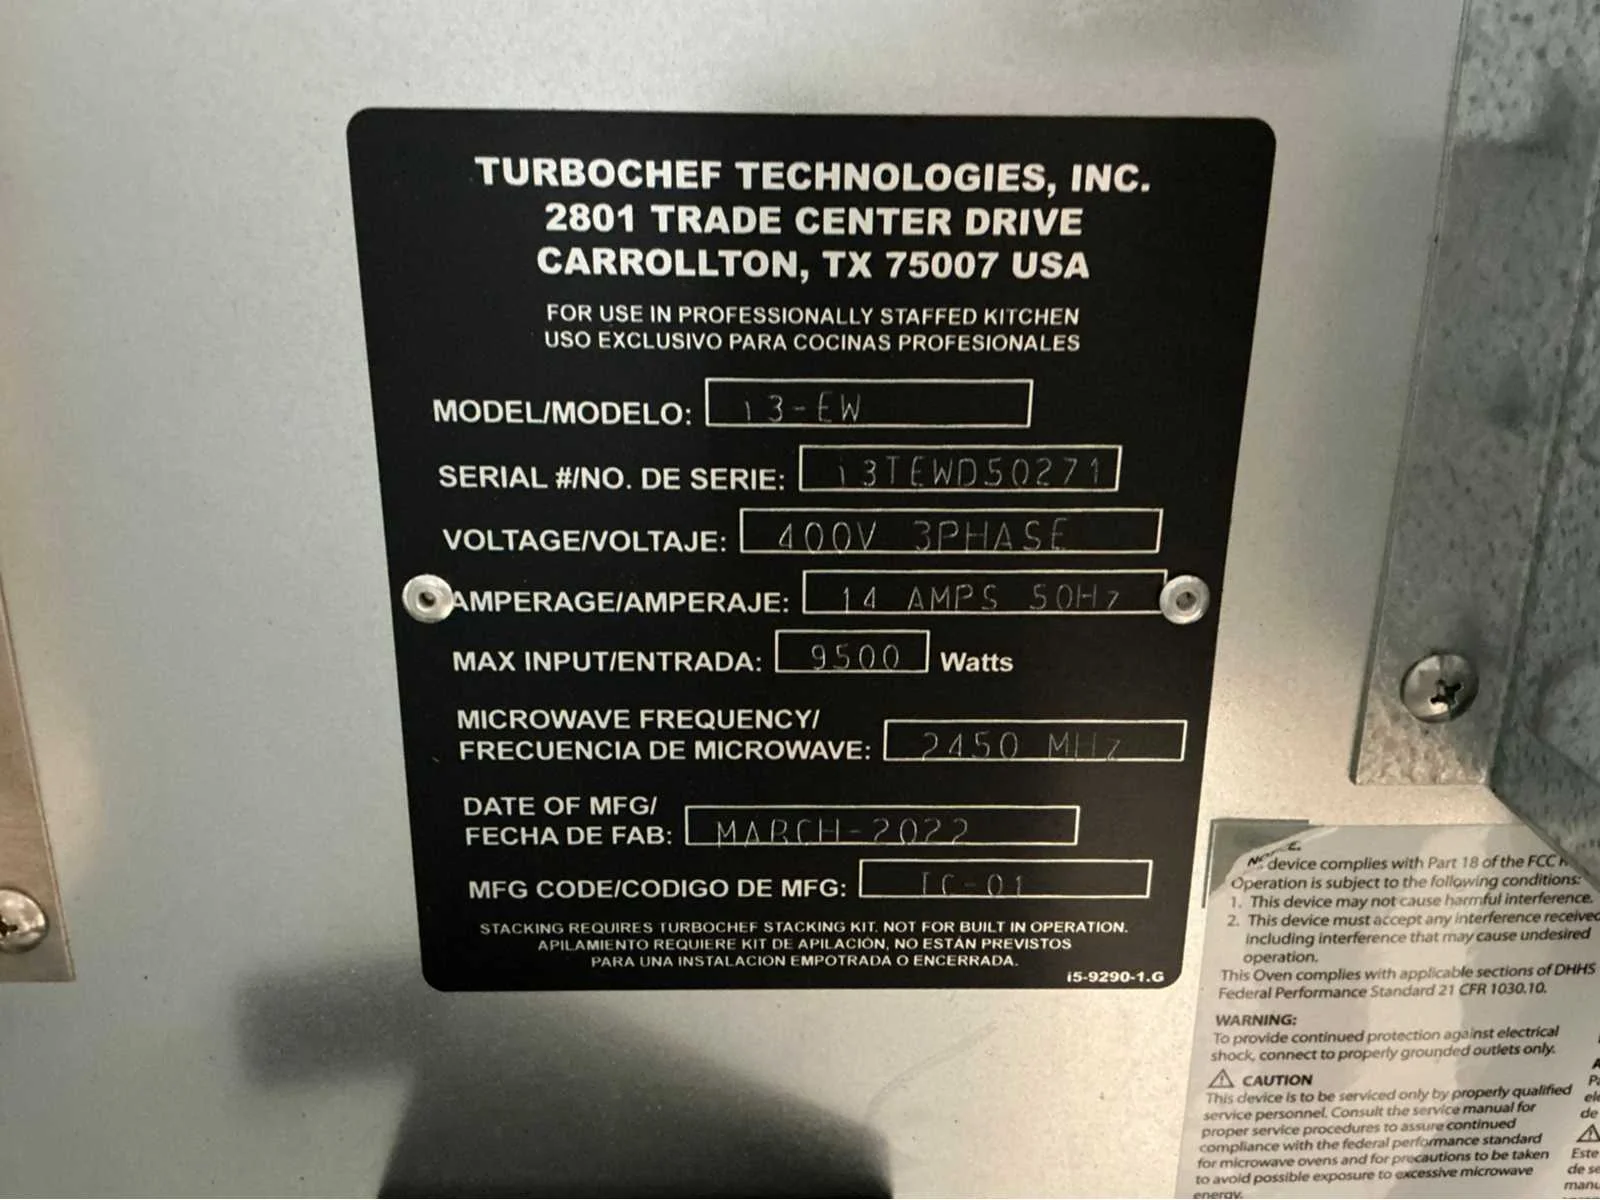 TURBOCHEF TECHNOLOGIES, INC.
2801 TRADE CENTER DRIVE
CARROLLTON, TX 75007 USA
FOR USE IN PROFESSIONALLY STAFFED KITCHEN
USO EXCLUSIVO PARA COCINAS PROFESIONALES
MODEL/MODELO: i3-EW
SERIAL #/NO. DE SERIE: i3TEWD50271
VOLTAGE/VOLTAJE: 400V 3PHASE
AMPERAGE/AMPERAJE: 14 AMPS 50Hz
MAX INPUT/ENTRADA: 9500 Watts
MICROWAVE FREQUENCY/
FRECUENCIA DE MICROWAVE: 2450 MHz
DATE OF MFG/
FECHA DE FAB: MARCH-2022
MFG CODE/CODIGO DE MFG: TC-01
STACKING REQUIRES TURBOCHEF STACKING KIT. NOT FOR BUILT IN OPERATION.
APILAMIENTO REQUIERE KIT DE APILACIÓN, NO ESTÁN PREVISTOS
PARA UNA INSTALACION EMPOTRADA O ENCERRADA.
i5-9290-1.G
device complies with Part 18 of the FCC
Operation is subject to the following conditions:
1. This device may not cause harmful interference.
2. This device must accept any interference received
including interference that may cause undesired
operation.
This Oven complies with applicable sections of DHHS
Federal Performance Standard 21 CFR 1030.10.
WARNING:
To provide continued protection against electrical
shock, connect to properly grounded outlets only.
CAUTION
This device is to be serviced only by properly qualified
service personnel. Consult the service manual for
proper service procedures to assure continued
compliance with the federal performance standard
for microwave ovens and for precautions to be taken
to avoid possible exposure to excessive microwave
energy.
Este
de